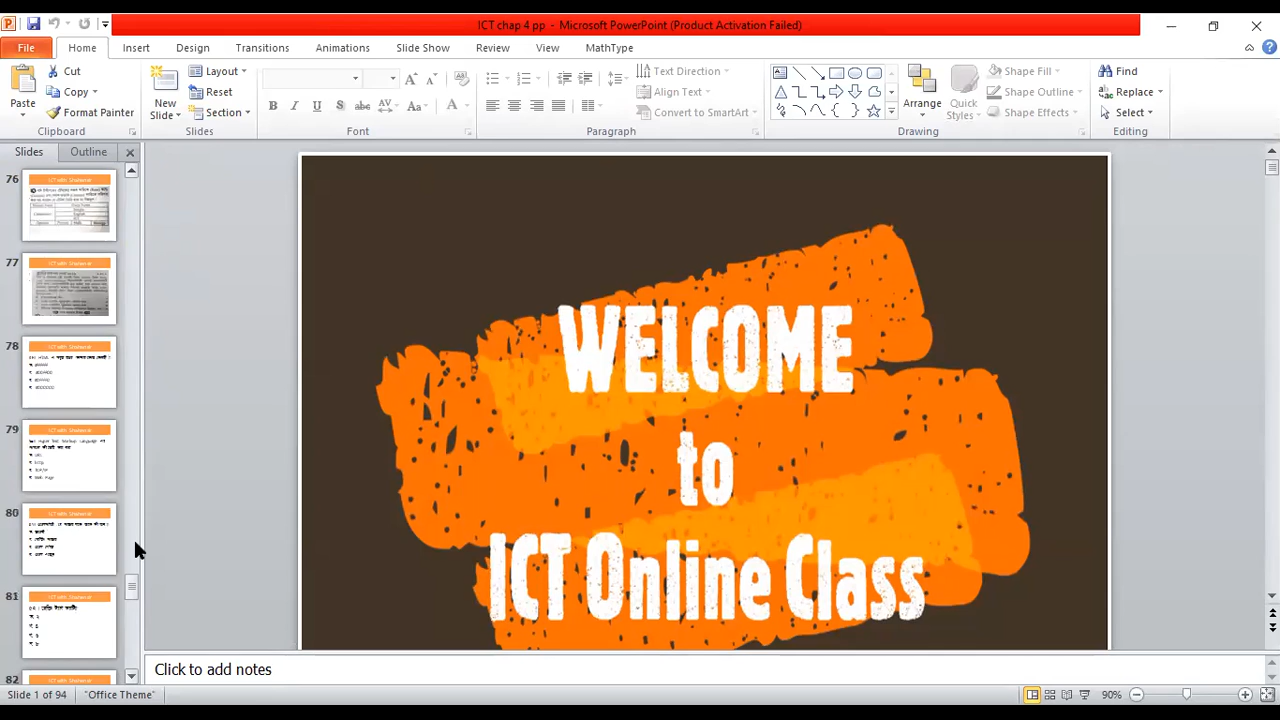 ICT chap 4 pp - Microsoft PowerPoint (Product Activation Failed)
File Home Insert Design Transitions Animations Slide Show Review View MathType
Paste
Cut
Copy
Format Painter
Clipboard
New Slide
Layout
Reset
Section
Slides
Font
Text Direction
Align Text
Convert to SmartArt
Paragraph
Arrange
Quick Styles
Shape Fill
Shape Outline
Shape Effects
Drawing
Find
Replace
Select
Editing
Slides Outline
76
77
78
79
80
81
82
WELCOME
to
ICT Online Class
Click to add notes
Slide 1 of 94 "Office Theme" 90%